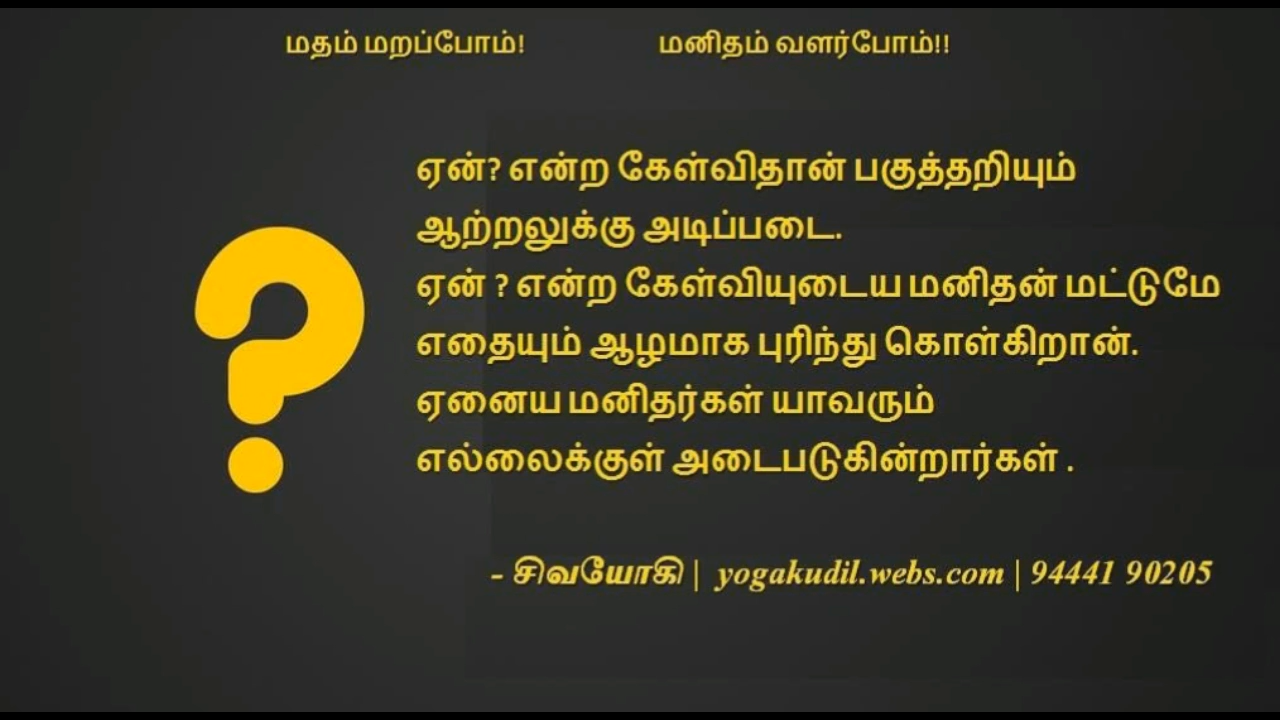 மதம் மறப்போம்! மனிதம் வளர்போம்!!
ஏன்? என்ற கேள்விதான் பகுத்தறியும்
ஆற்றலுக்கு அடிப்படை.
ஏன் ? என்ற கேள்வியுடைய மனிதன் மட்டுமே
எதையும் ஆழமாக புரிந்து கொள்கிறான்.
ஏனைய மனிதர்கள் யாவரும்
எல்லைக்குள் அடைபடுகின்றார்கள் .
- சிவயோகி | yogakudil.webs.com | 94441 90205